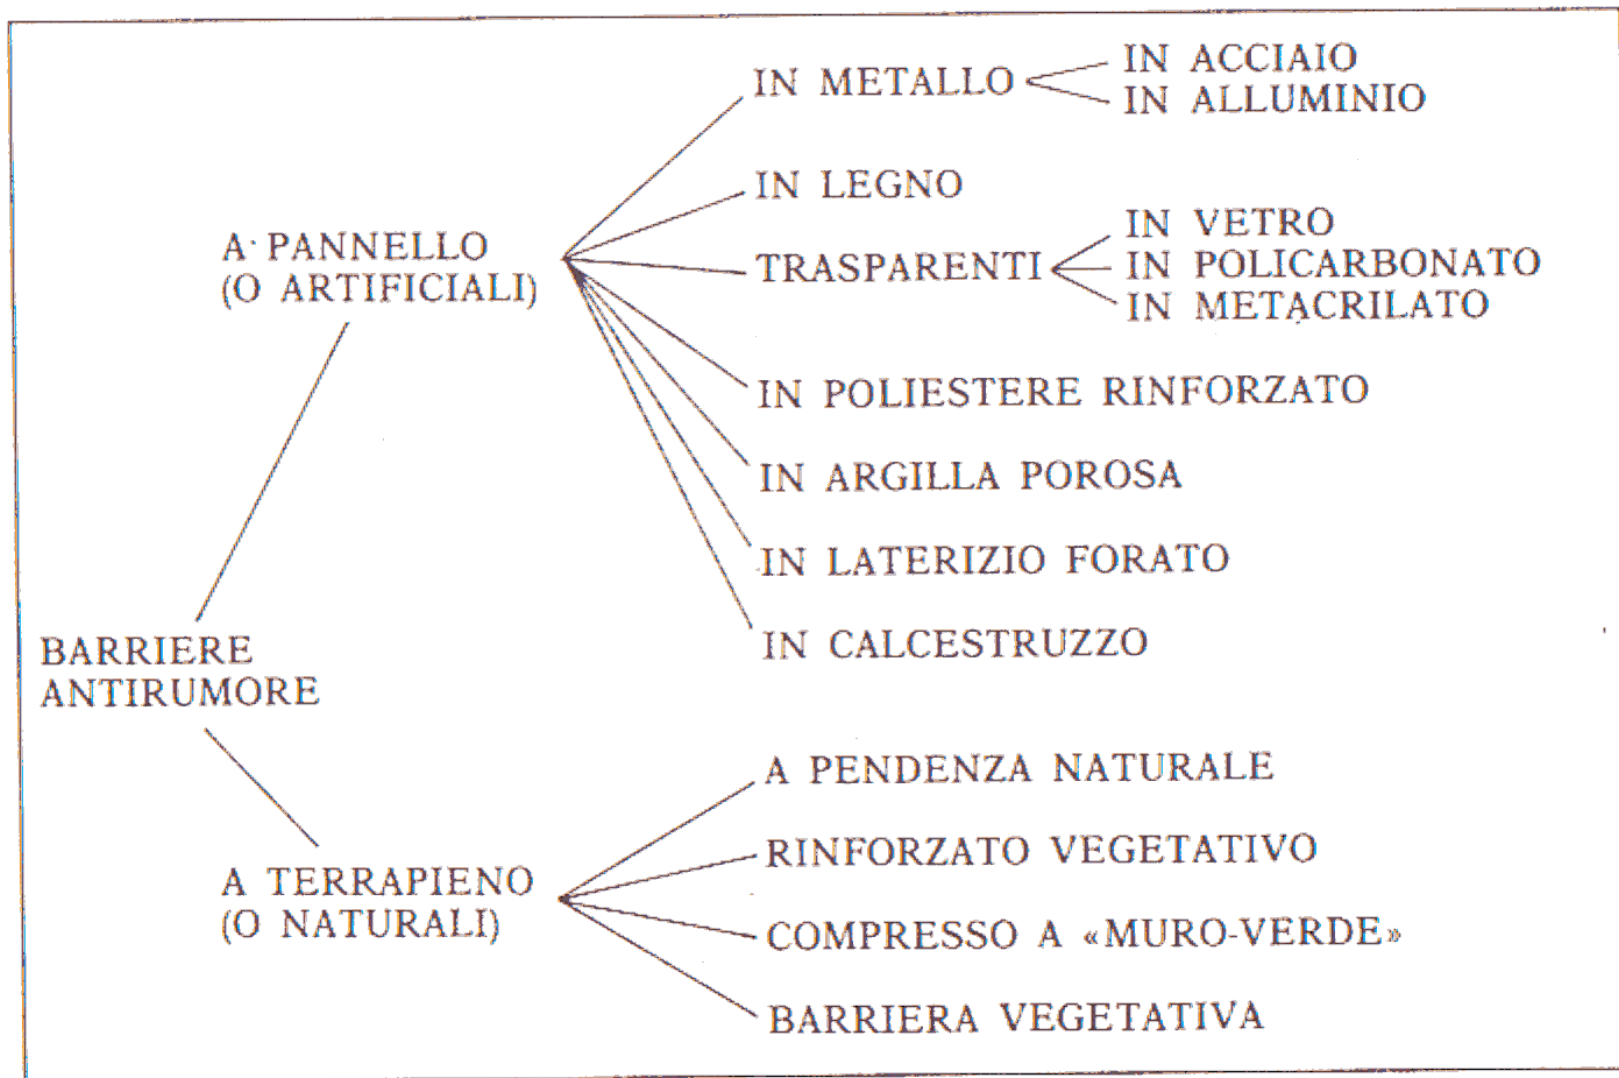 IN METALLO
IN ACCIAIO
IN ALLUMINIO
IN LEGNO
A PANNELLO
(O ARTIFICIALI)
TRASPARENTI
IN VETRO
IN POLICARBONATO
IN METACRILATO
IN POLIESTERE RINFORZATO
IN ARGILLA POROSA
IN LATERIZIO FORATO
IN CALCESTRUZZO
BARRIERE
ANTIRUMORE
A PENDENZA NATURALE
RINFORZATO VEGETATIVO
A TERRAPIENO
(O NATURALI)
COMPRESSO A «MURO-VERDE»
BARRIERA VEGETATIVA